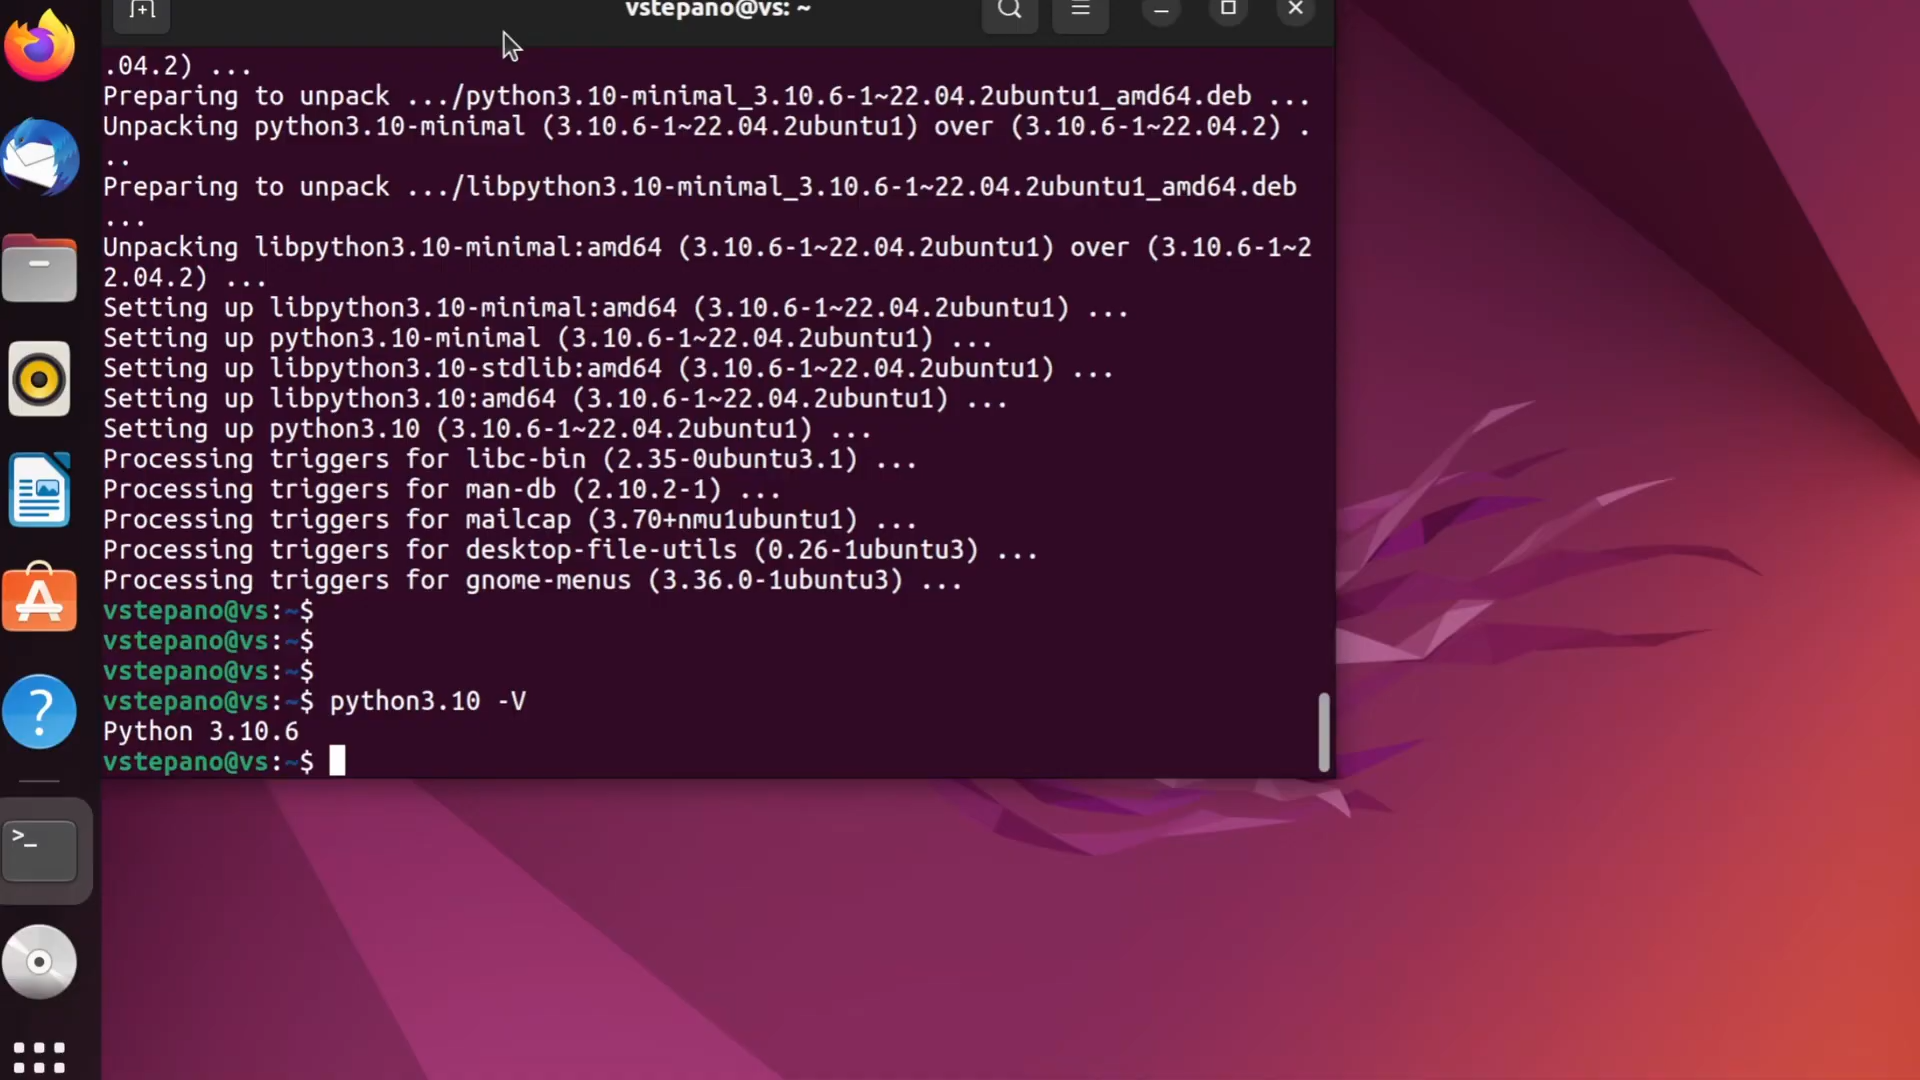 vstepano@vs: ~
.04.2) ...
Preparing to unpack .../python3.10-minimal_3.10.6-1~22.04.2ubuntu1_amd64.deb ...
Unpacking python3.10-minimal (3.10.6-1~22.04.2ubuntu1) over (3.10.6-1~22.04.2) .
..
Preparing to unpack .../libpython3.10-minimal_3.10.6-1~22.04.2ubuntu1_amd64.deb
...
Unpacking libpython3.10-minimal:amd64 (3.10.6-1~22.04.2ubuntu1) over (3.10.6-1~2
2.04.2) ...
Setting up libpython3.10-minimal:amd64 (3.10.6-1~22.04.2ubuntu1) ...
Setting up python3.10-minimal (3.10.6-1~22.04.2ubuntu1) ...
Setting up libpython3.10-stdlib:amd64 (3.10.6-1~22.04.2ubuntu1) ...
Setting up libpython3.10:amd64 (3.10.6-1~22.04.2ubuntu1) ...
Setting up python3.10 (3.10.6-1~22.04.2ubuntu1) ...
Processing triggers for libc-bin (2.35-0ubuntu3.1) ...
Processing triggers for man-db (2.10.2-1) ...
Processing triggers for mailcap (3.70+nmu1ubuntu1) ...
Processing triggers for desktop-file-utils (0.26-1ubuntu3) ...
Processing triggers for gnome-menus (3.36.0-1ubuntu3) ...
vstepano@vs:~$
vstepano@vs:~$
vstepano@vs:~$
vstepano@vs:~$ python3.10 -V
Python 3.10.6
vstepano@vs:~$